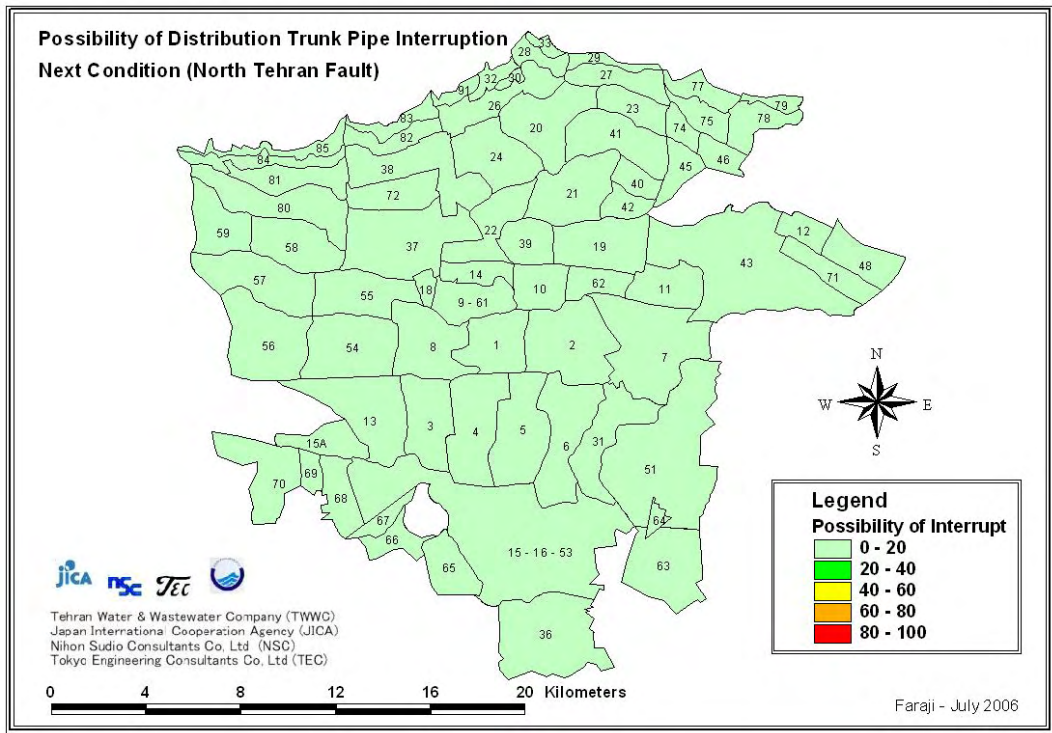 Possibility of Distribution Trunk Pipe Interruption
Next Condition (North Tehran Fault)
33
28
29
91
32
30
27
77
26
23
79
83
20
75
78
82
41
74
85
24
84
38
45
46
81
40
72
21
42
80
59
58
37
22
39
19
12
43
48
57
14
71
55
18
9 - 61
10
62
11
56
54
8
1
2
7
N
W
E
S
13
3
4
5
6
31
15A
51
70
69
68
67
64
66
15 - 16 - 53
65
63
36
Legend
Possibility of Interrupt
0 - 20
20 - 40
40 - 60
60 - 80
80 - 100
JICA
nsc
TEC
Tehran Water & Wastewater Company (TWWC)
Japan International Cooperation Agency (JICA)
Nihon Sudio Consultants Co, Ltd (NSC)
Tokyo Engineering Consultants Co, Ltd (TEC)
0 4 8 12 16 20 Kilometers
Faraji - July 2006